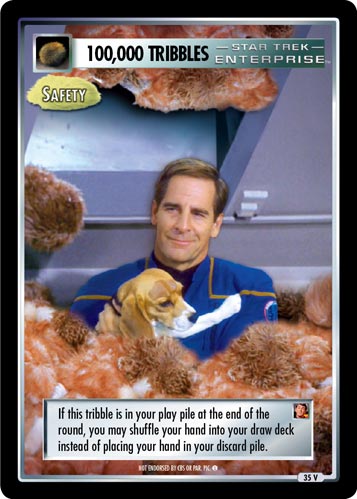 100,000 TRIBBLES
STAR TREK
ENTERPRISE™
SAFETY
If this tribble is in your play pile at the end of the
round, you may shuffle your hand into your draw deck
instead of placing your hand in your discard pile.
NOT ENDORSED BY CBS OR PAR. PIC.
35 V